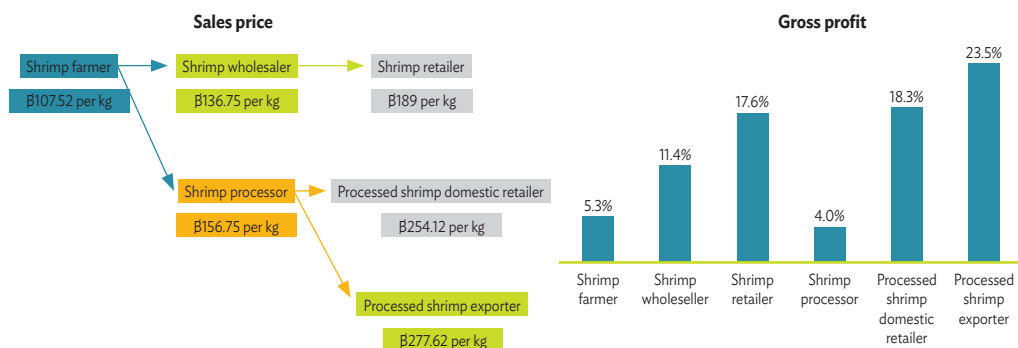 Sales price
Shrimp farmer
Shrimp wholesaler
Shrimp retailer
฿107.52 per kg
฿136.75 per kg
฿189 per kg
Shrimp processor
Processed shrimp domestic retailer
฿156.75 per kg
฿254.12 per kg
Processed shrimp exporter
฿277.62 per kg
Gross profit
5.3%
11.4%
17.6%
4.0%
18.3%
23.5%
Shrimp
farmer
Shrimp
wholeseller
Shrimp
retailer
Shrimp
processor
Processed
shrimp
domestic
retailer
Processed
shrimp
exporter